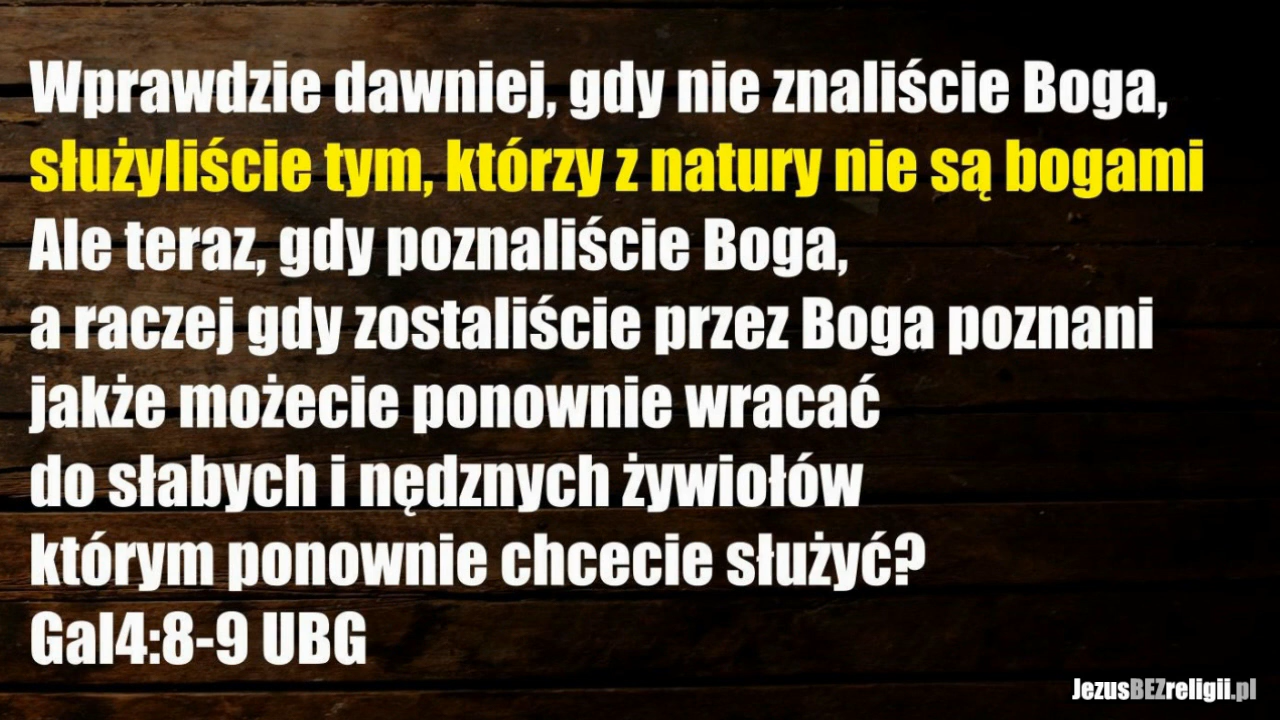 Wprawdzie dawniej, gdy nie znaliście Boga,
służyliście tym, którzy z natury nie są bogami
Ale teraz, gdy poznaliście Boga,
a raczej gdy zostaliście przez Boga poznani
jakże możecie ponownie wracać
do słabych i nędznych żywiołów
którym ponownie chcecie służyć?
Gal4:8-9 UBG
JezusBEZreligii.pl